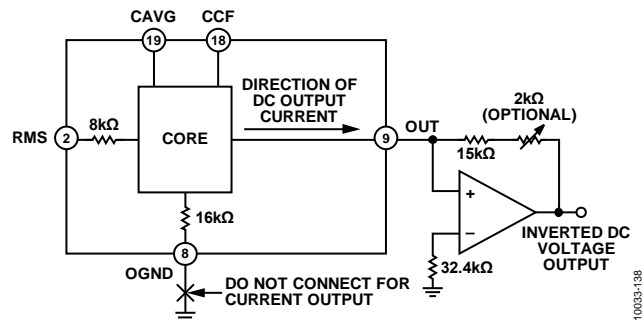 CAVG
CCF
19
18
DIRECTION OF
DC OUTPUT
CURRENT
2kΩ
(OPTIONAL)
8kΩ
RMS
2
CORE
9
OUT
15kΩ
+
–
16kΩ
INVERTED DC
VOLTAGE
OUTPUT
8
OGND
32.4kΩ
DO NOT CONNECT FOR
CURRENT OUTPUT
10033-138